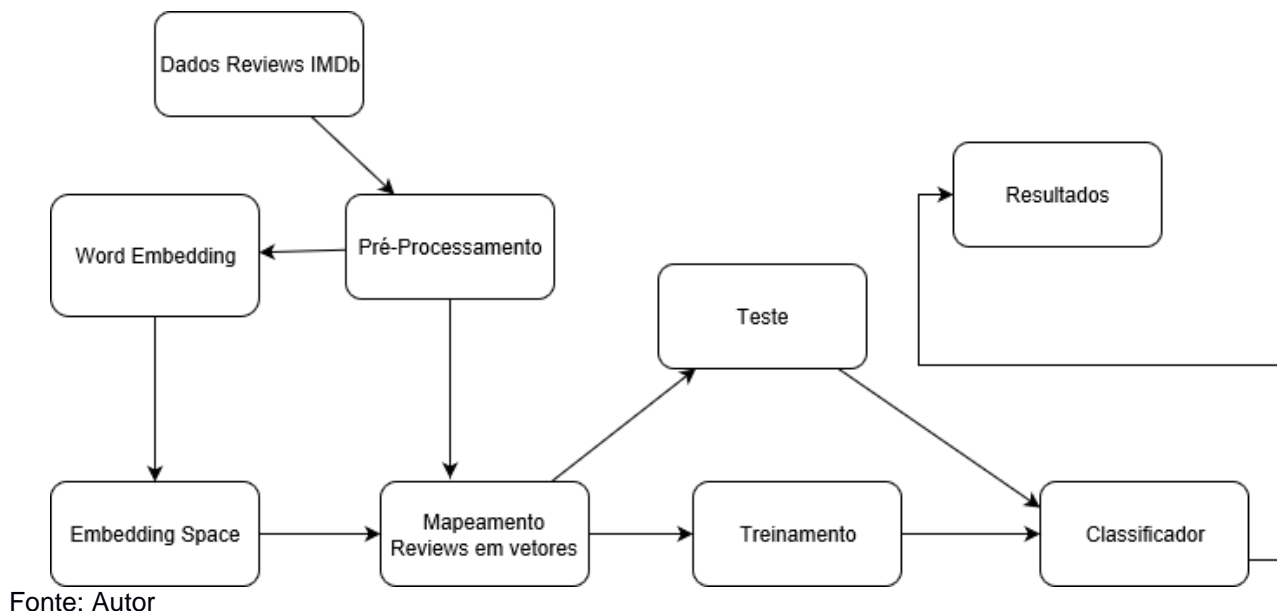 Dados Reviews IMDb
Resultados
Word Embedding
Pré-Processamento
Teste
Embedding Space
Mapeamento
Reviews em vetores
Treinamento
Classificador
Fonte: Autor